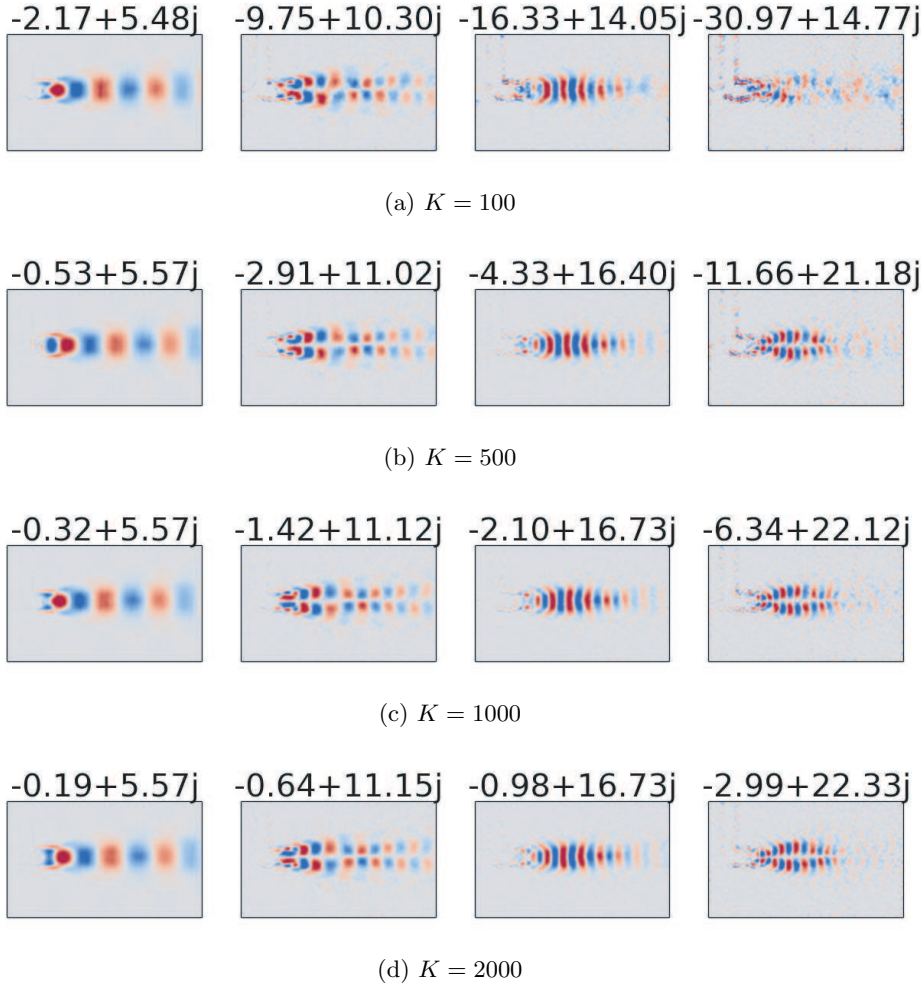 -2.17+5.48j -9.75+10.30j -16.33+14.05j -30.97+14.77j
(a) K = 100
-0.53+5.57j -2.91+11.02j -4.33+16.40j -11.66+21.18j
(b) K = 500
-0.32+5.57j -1.42+11.12j -2.10+16.73j -6.34+22.12j
(c) K = 1000
-0.19+5.57j -0.64+11.15j -0.98+16.73j -2.99+22.33j
(d) K = 2000